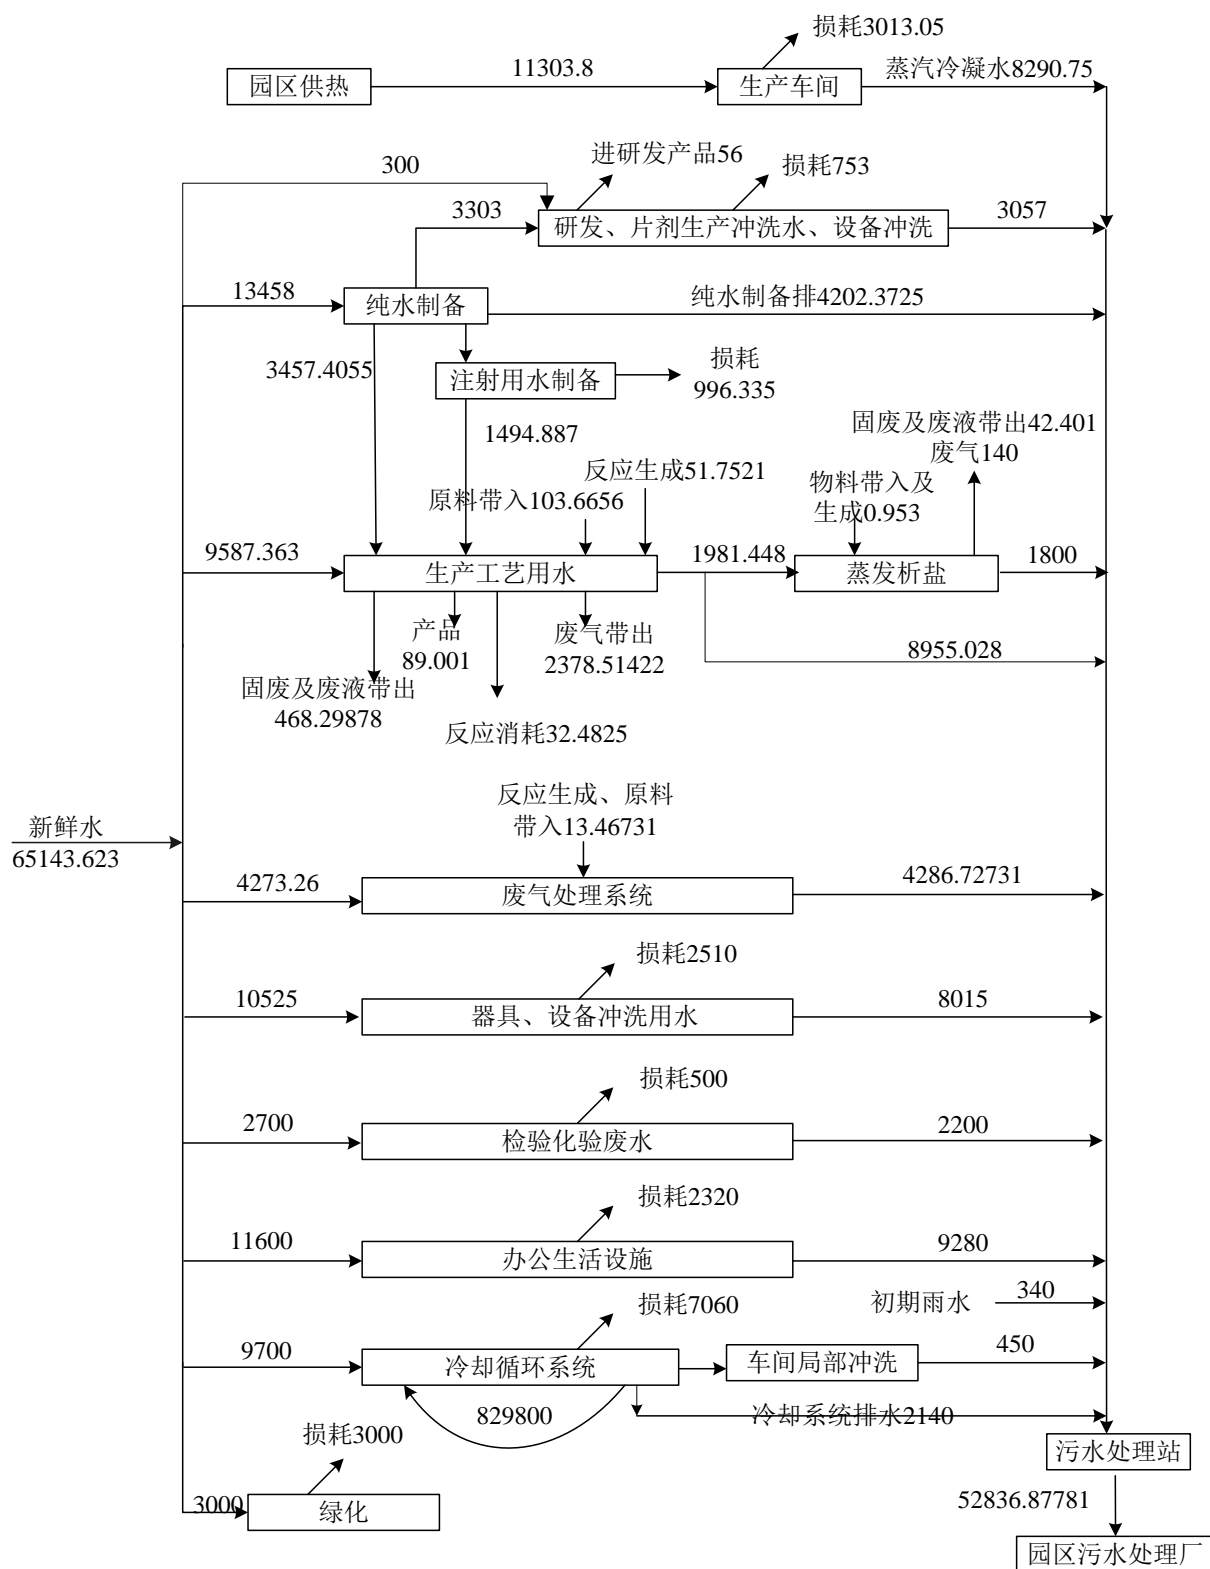 损耗3013.05
11303.8
蒸汽冷凝水8290.75
园区供热
生产车间
进研发产品56
损耗753
300
3303
研发、片剂生产冲洗水、设备冲洗
3057
13458
纯水制备
纯水制备排4202.3725
3457.4055
注射用水制备
损耗
996.335
1494.887
固废及废液带出42.401
废气140
反应生成51.7521
物料带入及
生成0.953
原料带入103.6656
9587.363
生产工艺用水
1981.448
蒸发析盐
1800
产品
89.001
废气带出
2378.51422
8955.028
固废及废液带出
468.29878
反应消耗32.4825
反应生成、原料
带入13.46731
新鲜水
65143.623
4273.26
废气处理系统
4286.72731
损耗2510
10525
器具、设备冲洗用水
8015
损耗500
2700
检验化验废水
2200
损耗2320
11600
办公生活设施
9280
初期雨水
340
损耗7060
9700
冷却循环系统
车间局部冲洗
450
829800
冷却系统排水2140
损耗3000
污水处理站
3000
绿化
52836.87781
园区污水处理厂